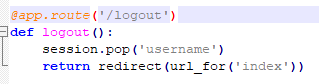 @app.route('/logout')
def logout():
    session.pop('username')
    return redirect(url_for('index'))